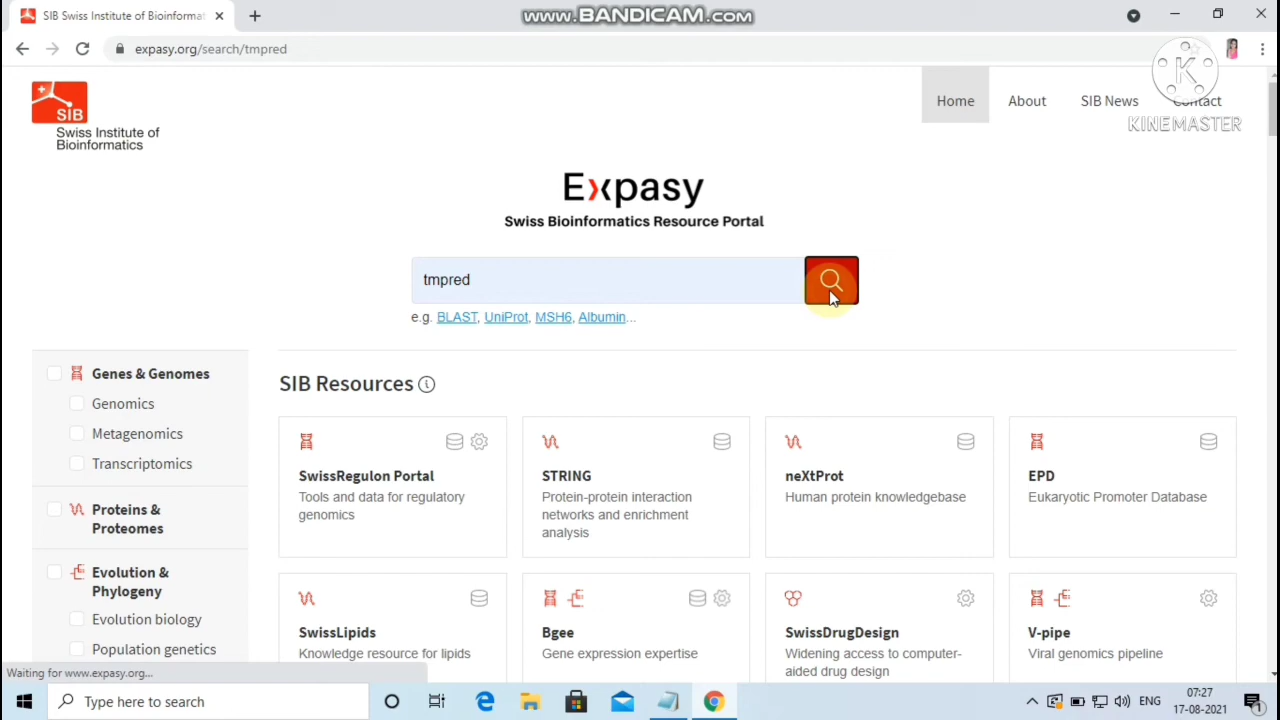 SIB Swiss Institute of Bioinformat
www.BANDICAM.com
expasy.org/search/tmpred
K
KINEMASTER
SIB
Swiss Institute of
Bioinformatics
Home
About
SIB News
Contact
Expasy
Swiss Bioinformatics Resource Portal
tmpred
e.g. BLAST, UniProt, MSH6, Albumin...
Genes & Genomes
Genomics
Metagenomics
Transcriptomics
Proteins &
Proteomes
Evolution &
Phylogeny
Evolution biology
Population genetics
SIB Resources
SwissRegulon Portal
Tools and data for regulatory
genomics
STRING
Protein-protein interaction
networks and enrichment
analysis
neXtProt
Human protein knowledgebase
EPD
Eukaryotic Promoter Database
SwissLipids
Knowledge resource for lipids
Bgee
Gene expression expertise
SwissDrugDesign
Widening access to computer-
aided drug design
V-pipe
Viral genomics pipeline
Waiting for www.expasy.org...
Type here to search
ENG
07:27
17-08-2021
1